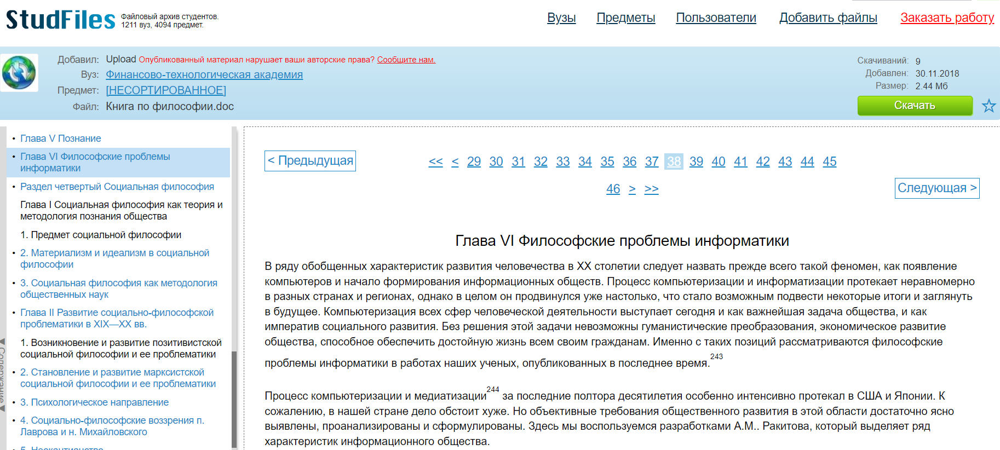 StudFiles
Файловый архив студентов.
1211 вуз, 4094 предмет.
Вузы Предметы Пользователи Добавить файлы Заказать работу
Добавил: Upload Опубликованный материал нарушает ваши авторские права? Сообщите нам.
Вуз: Финансово-технологическая академия
Предмет: [НЕСОРТИРОВАННОЕ]
Файл: Книга по философии.doc
Скачиваний: 9
Добавлен: 30.11.2018
Размер: 2.44 Мб
Скачать
Содержание
• Глава V Познание
• Глава VI Философские проблемы
информатики
• Раздел четвертый Социальная философия
Глава I Социальная философия как теория и
методология познания общества
1. Предмет социальной философии
• 2. Материализм и идеализм в социальной
философии
• 3. Социальная философия как методология
общественных наук
• Глава II Развитие социально-философской
проблематики в XIX—XX вв.
1. Возникновение и развитие позитивистской
социальной философии и ее проблематики
• 2. Становление и развитие марксистской
социальной философии и ее проблематики
• 3. Психологическое направление
• 4. Социально-философские воззрения п.
Лаврова и н. Михайловского
• 5. Неокантианство
< Предыдущая
<< < 29 30 31 32 33 34 35 36 37 38 39 40 41 42 43 44 45
46 > >>
Следующая >
Глава VI Философские проблемы информатики
В ряду обобщенных характеристик развития человечества в XX столетии следует назвать прежде всего такой феномен, как появление
компьютеров и начало формирования информационных обществ. Процесс компьютеризации и информатизации протекает неравномерно
в разных странах и регионах, однако в целом он продвинулся уже настолько, что стало возможным подвести некоторые итоги и заглянуть
в будущее. Компьютеризация всех сфер человеческой деятельности выступает сегодня и как важнейшая задача общества, и как
императив социального развития. Без решения этой задачи невозможны гуманистические преобразования, экономическое развитие
общества, способное обеспечить достойную жизнь всем своим гражданам. Именно с таких позиций рассматриваются философские
проблемы информатики в работах наших ученых, опубликованных в последнее время.243
Процесс компьютеризации и медиатизации244 за последние полтора десятилетия особенно интенсивно протекал в США и Японии. К
сожалению, в нашей стране дело обстоит хуже. Но объективные требования общественного развития в этой области достаточно ясно
выявлены, проанализированы и сформулированы. Здесь мы воспользуемся разработками А.М.. Ракитова, который выделяет ряд
характеристик информационного общества.